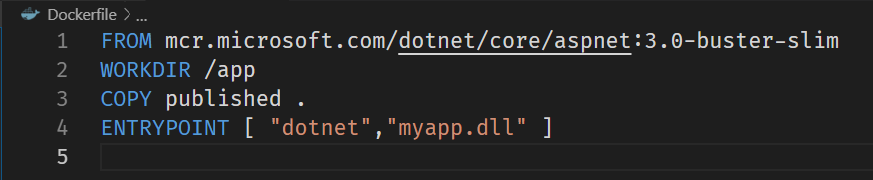 Dockerfile > ...
1 FROM mcr.microsoft.com/dotnet/core/aspnet:3.0-buster-slim
2 WORKDIR /app
3 COPY published .
4 ENTRYPOINT [ "dotnet","myapp.dll" ]
5